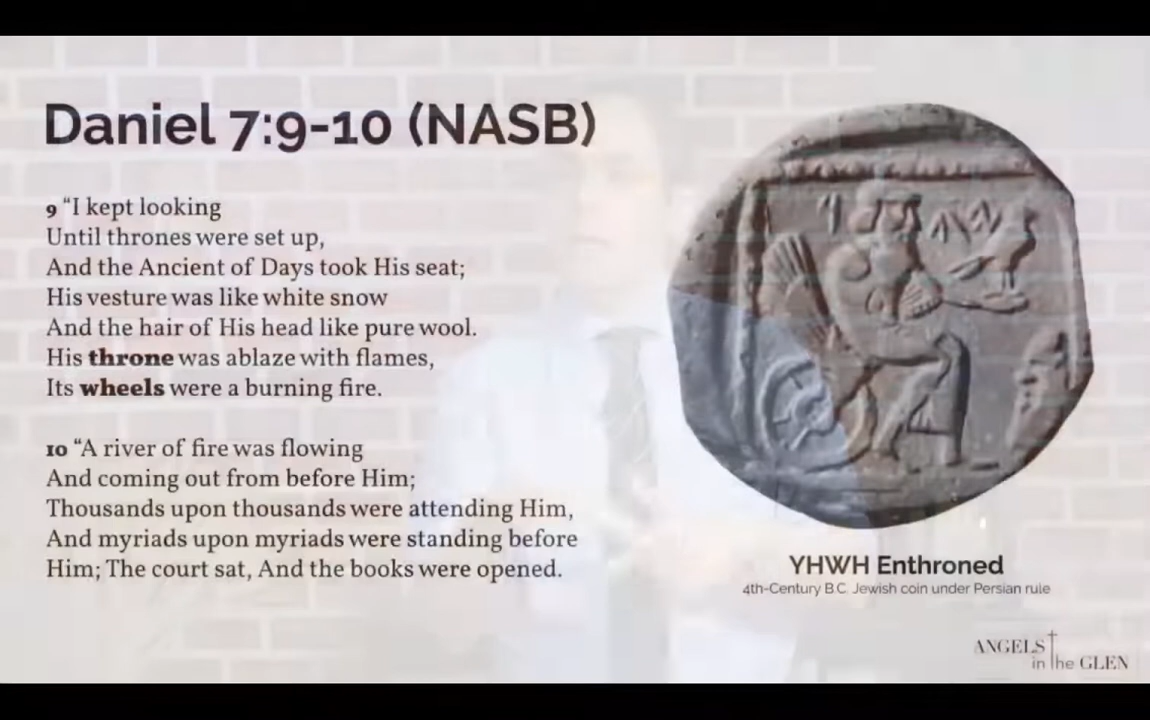 Daniel 7:9-10 (NASB)
9 “I kept looking
Until thrones were set up,
And the Ancient of Days took His seat;
His vesture was like white snow
And the hair of His head like pure wool.
His throne was ablaze with flames,
Its wheels were a burning fire.
10 “A river of fire was flowing
And coming out from before Him;
Thousands upon thousands were attending Him,
And myriads upon myriads were standing before
Him; The court sat, And the books were opened.
YHWH Enthroned
4th-Century B.C. Jewish coin under Persian rule
ANGELS
in the GLEN